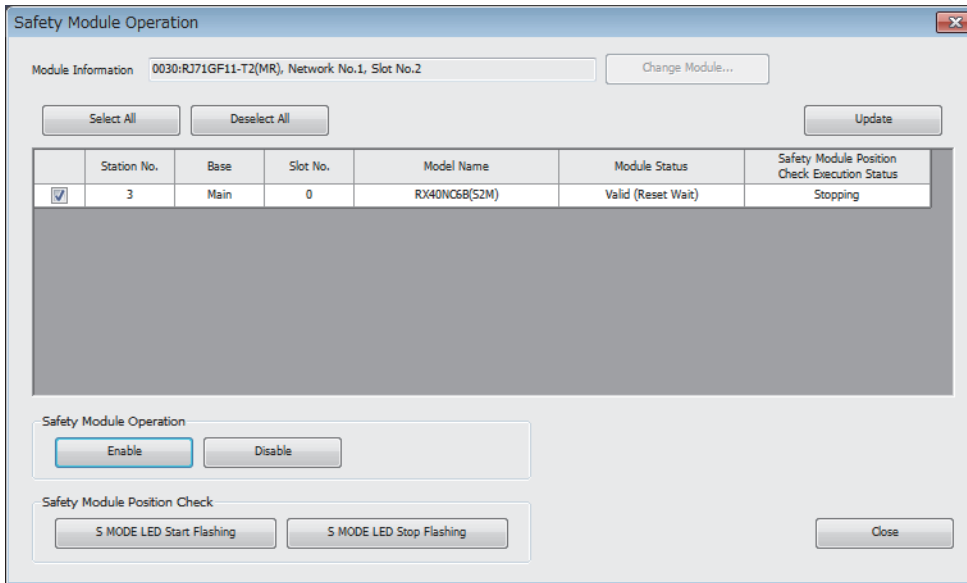 Safety Module Operation
Module Information 0030:RJ71GF11-T2(MR), Network No.1, Slot No.2 Change Module...
Select All Deselect All Update
Station No. Base Slot No. Model Name Module Status Safety Module Position
Check Execution Status
3 Main 0 RX40NC6B(S2M) Valid (Reset Wait) Stopping
Safety Module Operation
Enable Disable
Safety Module Position Check
S MODE LED Start Flashing S MODE LED Stop Flashing Close